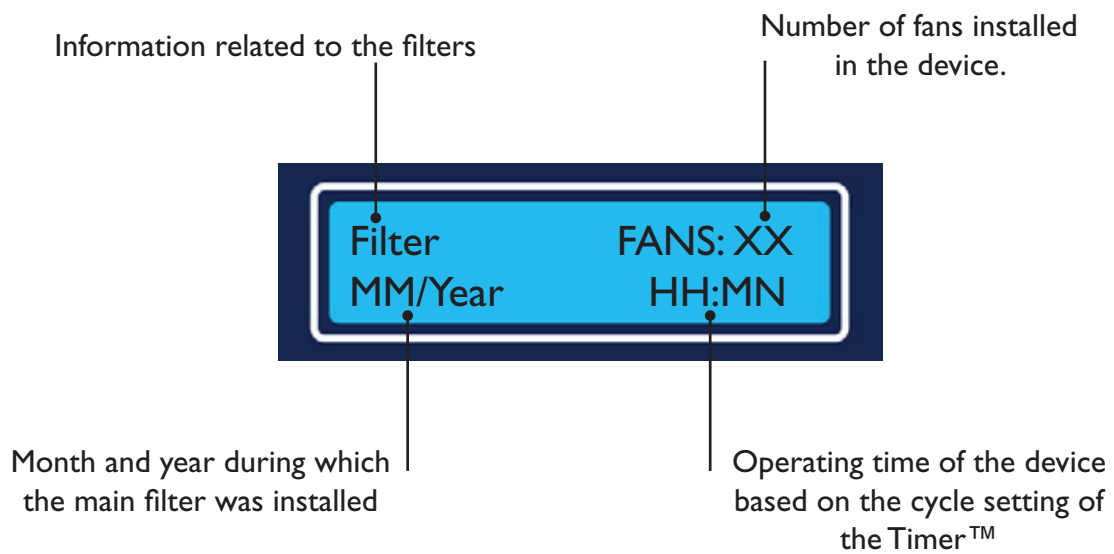 Information related to the filters
Number of fans installed
in the device.
Filter FANS: XX
MM/Year HH:MN
Month and year during which
the main filter was installed
Operating time of the device
based on the cycle setting of
the Timer™